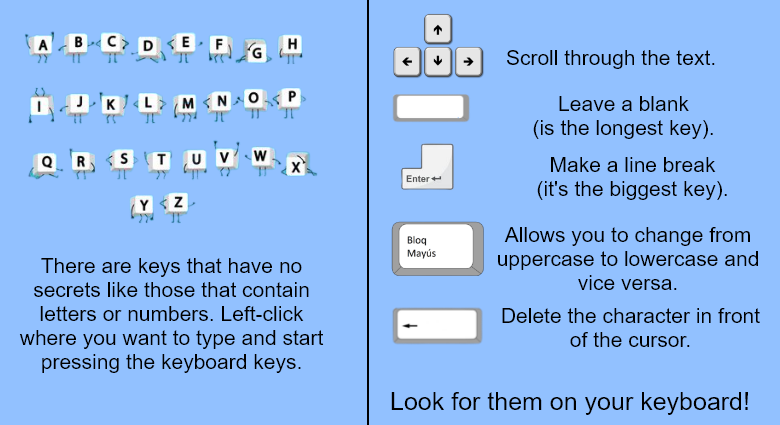 A B C D E F G H
I J K L M N O P
Q R S T U V W X
Y Z
There are keys that have no
secrets like those that contain
letters or numbers. Left-click
where you want to type and start
pressing the keyboard keys.
↑
← ↓ →
Scroll through the text.
Leave a blank
(is the longest key).
Enter ↵
Make a line break
(it's the biggest key).
Bloq
Mayús
Allows you to change from
uppercase to lowercase and
vice versa.
←
Delete the character in front
of the cursor.
Look for them on your keyboard!